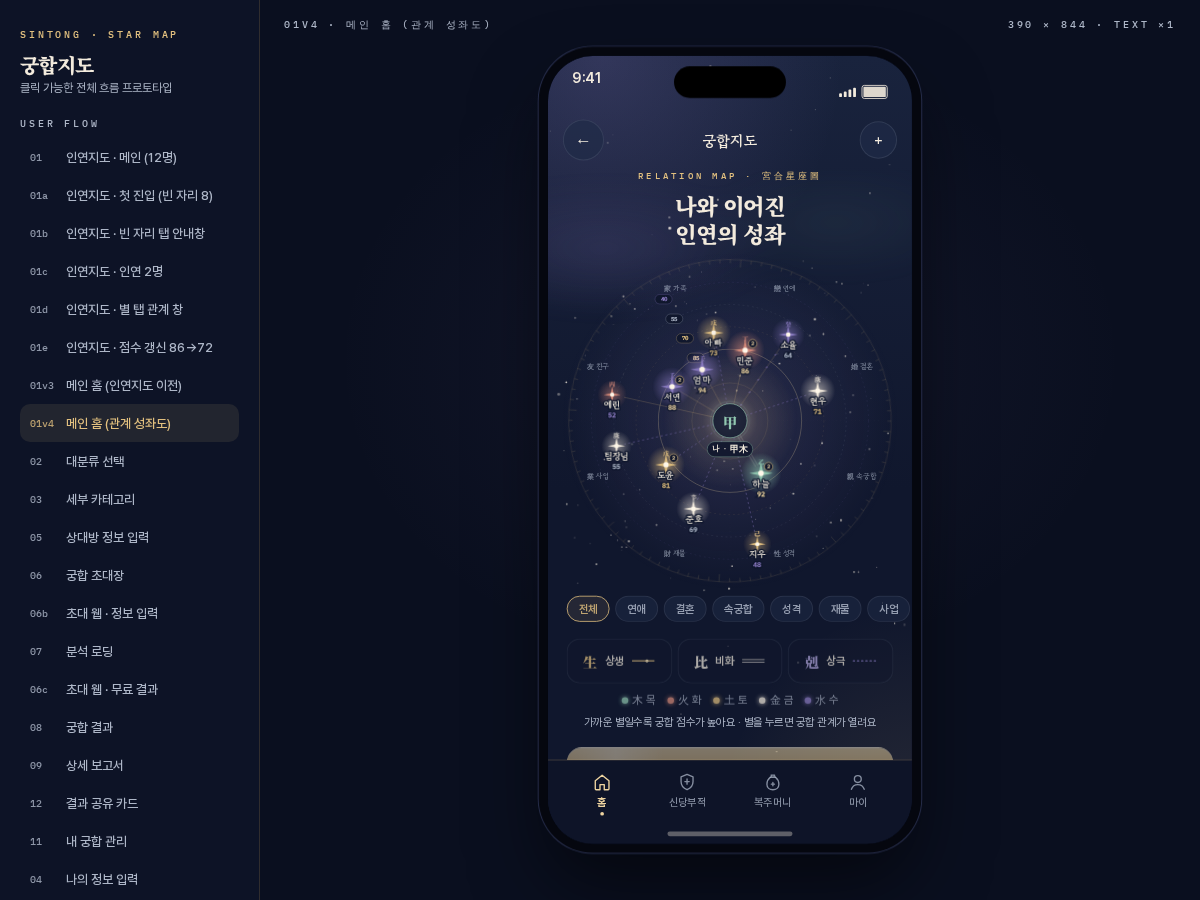 SINTONG · STAR MAP
궁합지도
클릭 가능한 전체 흐름 프로토타입
USER FLOW
01 인연지도 · 메인 (12명)
01a 인연지도 · 첫 진입 (빈 자리 8)
01b 인연지도 · 빈 자리 탭 안내창
01c 인연지도 · 인연 2명
01d 인연지도 · 별 탭 관계 창
01e 인연지도 · 점수 갱신 86→72
01v3 메인 홈 (인연지도 이전)
01v4 메인 홈 (관계 성좌도)
02 대분류 선택
03 세부 카테고리
05 상대방 정보 입력
06 궁합 초대장
06b 초대 웹 · 정보 입력
07 분석 로딩
06c 초대 웹 · 무료 결과
08 궁합 결과
09 상세 보고서
12 결과 공유 카드
11 내 궁합 관리
04 나의 정보 입력
01V4 · 메인 홈 (관계 성좌도)
390 × 844 · TEXT ×1
9:41
← 궁합지도 +
RELATION MAP · 宮合星座圖
나와 이어진
인연의 성좌
家 가족
戀 연애
40
55
70
85
아빠
73
민준
86
소율
64
友 친구
婚 결혼
엄마
94
서연
88
예린
52
현우
71
甲
나 · 甲木
팀장님
55
도윤
81
하늘
92
業 사업
親 속궁합
준호
69
지우
48
財 재물
性 성격
전체 연애 결혼 속궁합 성격 재물 사업
生 상생
比 비화
剋 상극
木 목 火 화 土 토 金 금 水 수
가까운 별일수록 궁합 점수가 높아요 · 별을 누르면 궁합 관계가 열려요
홈 신당부적 복주머니 마이